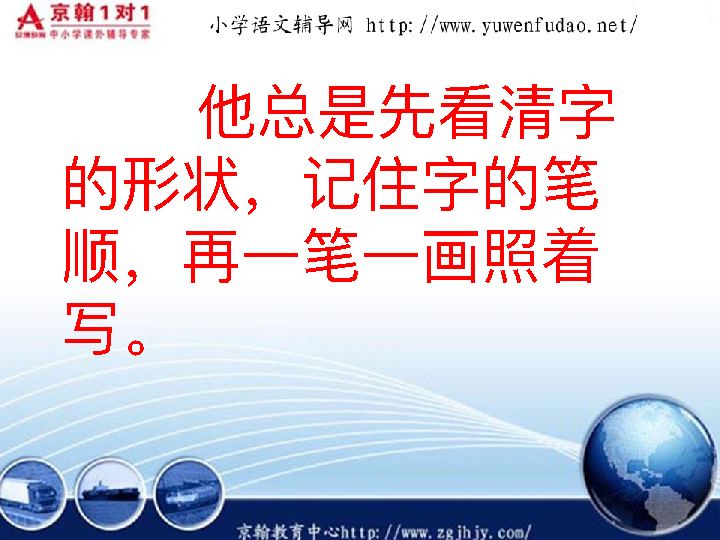 京翰1对1
中小学课外辅导专家
小学语文辅导网 http://www.yuwenfudao.net/
他总是先看清字
的形状，记住字的笔
顺，再一笔一画照着
写。
京翰教育中心http://www.zgjhjy.com/